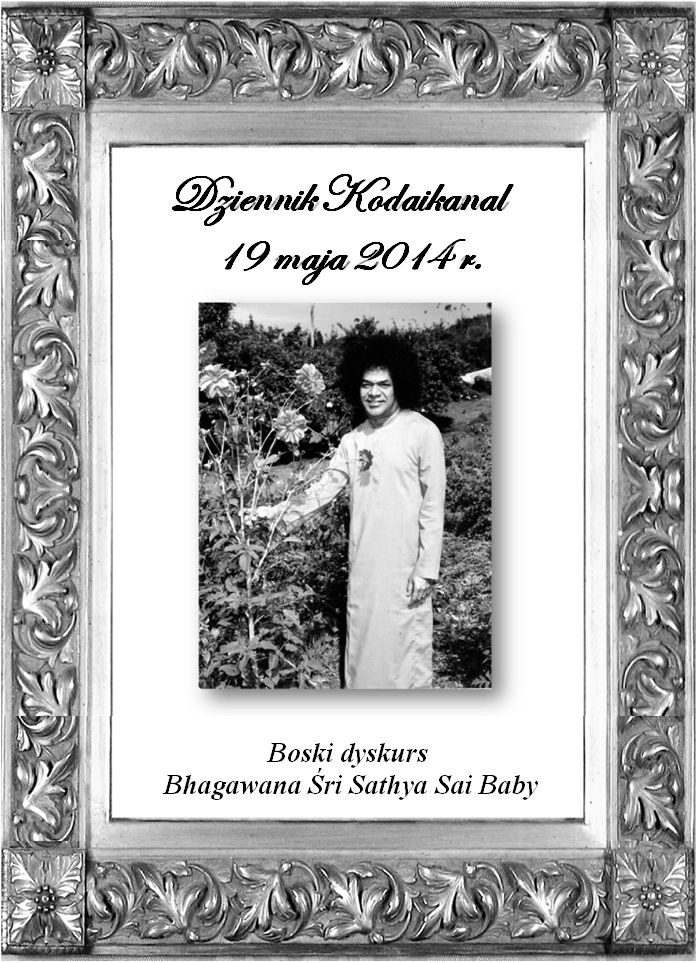 Dziennik Kodaikanal
19 maja 2014 r.
Boski dyskurs
Bhagawana Śri Sathya Sai Baby